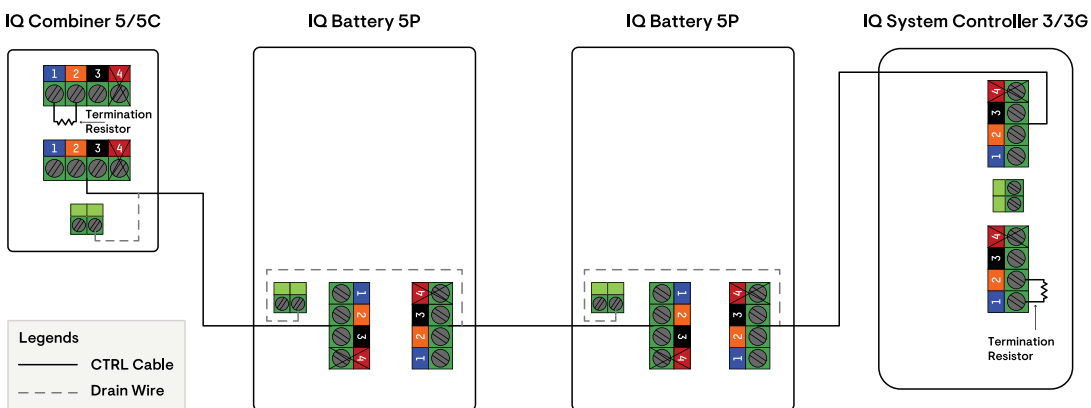 IQ Combiner 5/5C
IQ Battery 5P
IQ Battery 5P
IQ System Controller 3/3G
1 2 3 4
Termination
Resistor
1 2 3 4
4
3
2
1
4
3
2
1
Termination
Resistor
1
2
3
4
4
3
2
1
1
2
3
4
4
3
2
1
Legends
CTRL Cable
Drain Wire